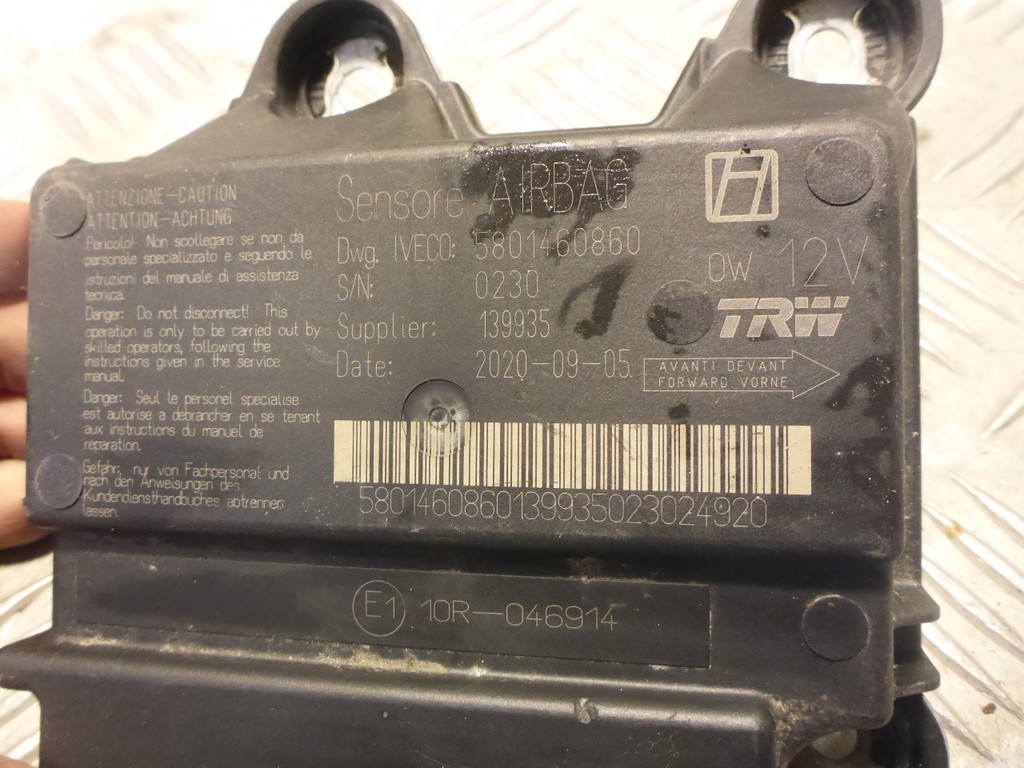 ATTENZIONE-CAUTION
ATTENTION-ACHTUNG
Pericolo! Non scollegare se non da
personale specializzato e seguendo le
istruzioni del manuale di assistenza
tecnica.
Danger: Do not disconnect! This
operation is only to be carried out by
skilled operators, following the
instructions given in the service
manual.
Danger: Seul le personel specialise
est autorise a debrancher en se tenant
aux instructions du manuel de
reparation.
Gefahr: nur von Fachpersonal und
nach den Anweisungen des
Kundendiensthandbuches abtrennen
lassen.
Sensore AIRBAG
Dwg. IVECO: 5801460860
S/N: 0230
Supplier: 139935
Date: 2020-09-05
0W 12V
TRW
AVANTI DEVANT
FORWARD VORNE
5801460860139935023024920
E1 10R-046914